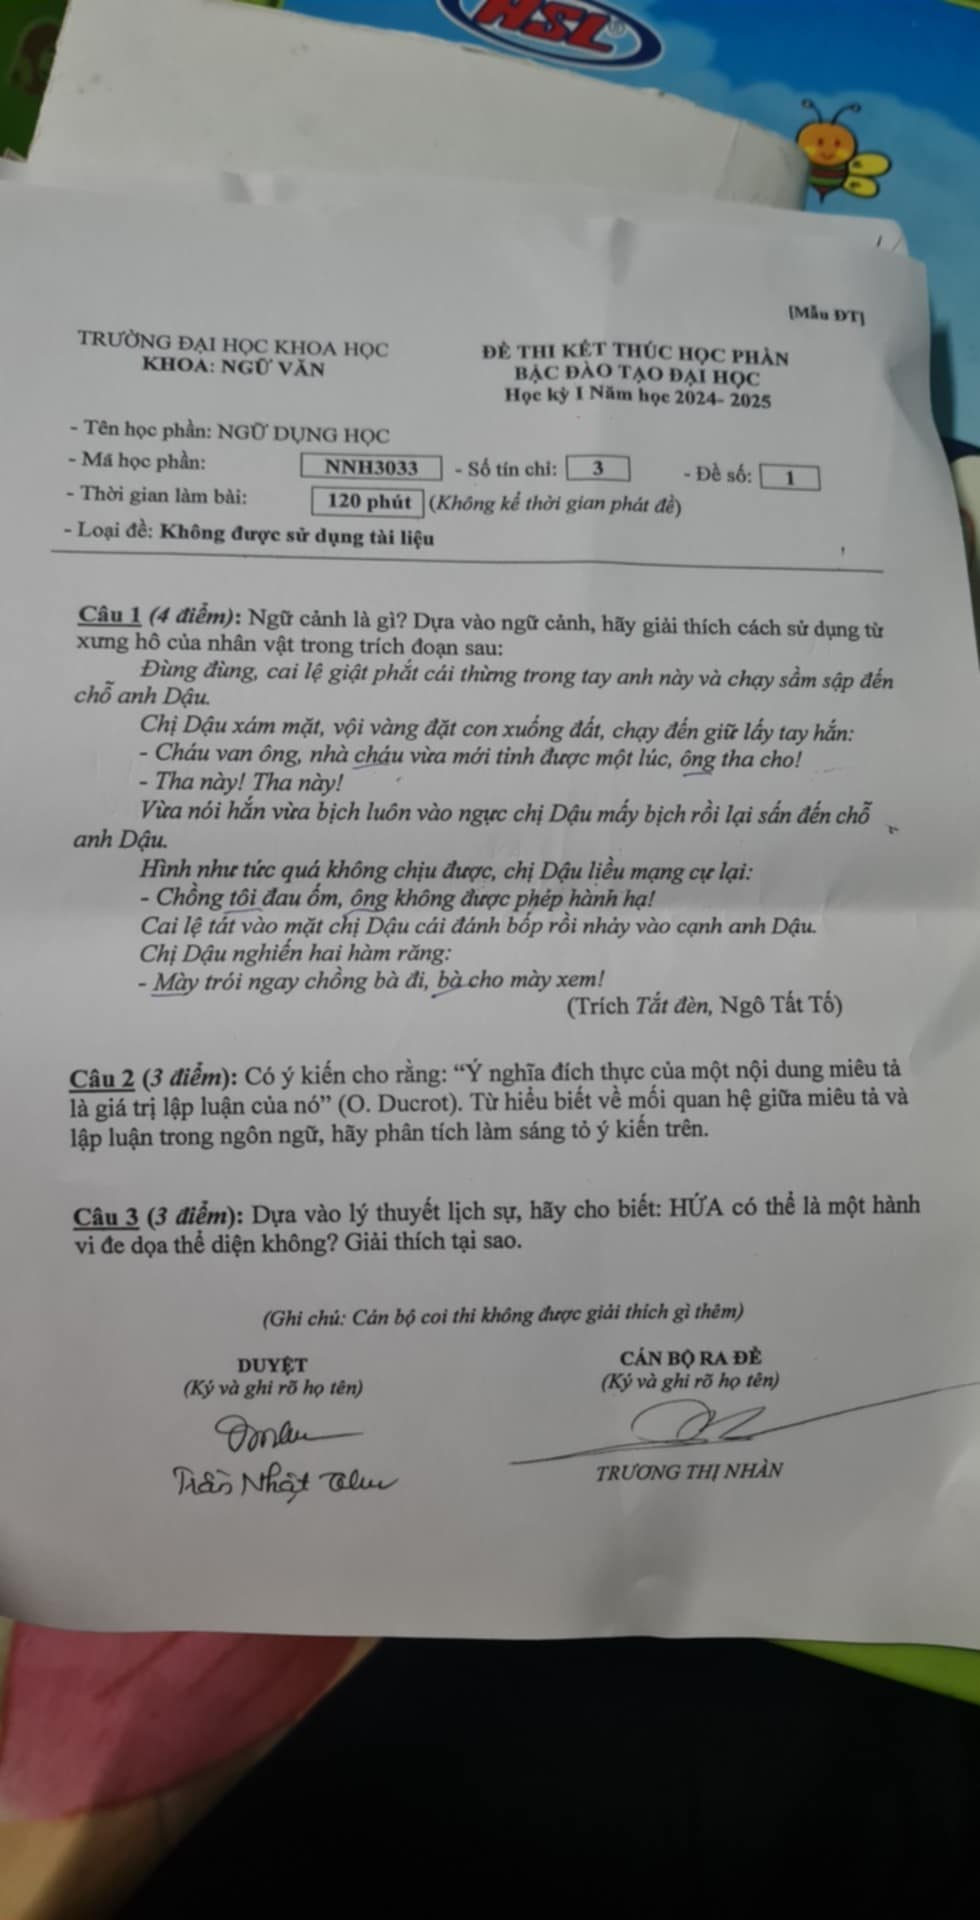 HSL
[Mẫu ĐT]
TRƯỜNG ĐẠI HỌC KHOA HỌC
KHOA: NGỮ VĂN
ĐỀ THI KẾT THÚC HỌC PHẦN
BẬC ĐÀO TẠO ĐẠI HỌC
Học kỳ I Năm học 2024- 2025
- Tên học phần: NGỮ DỤNG HỌC
- Mã học phần: NNH3033 - Số tín chỉ: 3 - Đề số: 1
- Thời gian làm bài: 120 phút (Không kể thời gian phát đề)
- Loại đề: Không được sử dụng tài liệu
Câu 1 (4 điểm): Ngữ cảnh là gì? Dựa vào ngữ cảnh, hãy giải thích cách sử dụng từ
xưng hô của nhân vật trong trích đoạn sau:
Đùng đùng, cai lệ giật phắt cái thừng trong tay anh này và chạy sầm sập đến
chỗ anh Dậu.
Chị Dậu xám mặt, vội vàng đặt con xuống đất, chạy đến giữ lấy tay hắn:
- Cháu van ông, nhà cháu vừa mới tỉnh được một lúc, ông tha cho!
- Tha này! Tha này!
Vừa nói hắn vừa bịch luôn vào ngực chị Dậu mấy bịch rồi lại sấn đến chỗ
anh Dậu.
Hình như tức quá không chịu được, chị Dậu liều mạng cự lại:
- Chồng tôi đau ốm, ông không được phép hành hạ!
Cai lệ tát vào mặt chị Dậu cái đánh bốp rồi nhảy vào cạnh anh Dậu.
Chị Dậu nghiến hai hàm răng:
- Mày trói ngay chồng bà đi, bà cho mày xem!
(Trích Tắt đèn, Ngô Tất Tố)
Câu 2 (3 điểm): Có ý kiến cho rằng: “Ý nghĩa đích thực của một nội dung miêu tả
là giá trị lập luận của nó” (O. Ducrot). Từ hiểu biết về mối quan hệ giữa miêu tả và
lập luận trong ngôn ngữ, hãy phân tích làm sáng tỏ ý kiến trên.
Câu 3 (3 điểm): Dựa vào lý thuyết lịch sự, hãy cho biết: HỨA có thể là một hành
vi đe dọa thể diện không? Giải thích tại sao.
(Ghi chú: Cán bộ coi thi không được giải thích gì thêm)
DUYỆT
(Ký và ghi rõ họ tên)
Trần Nhật
CÁN BỘ RA ĐỀ
(Ký và ghi rõ họ tên)
TRƯƠNG THỊ NHÀN